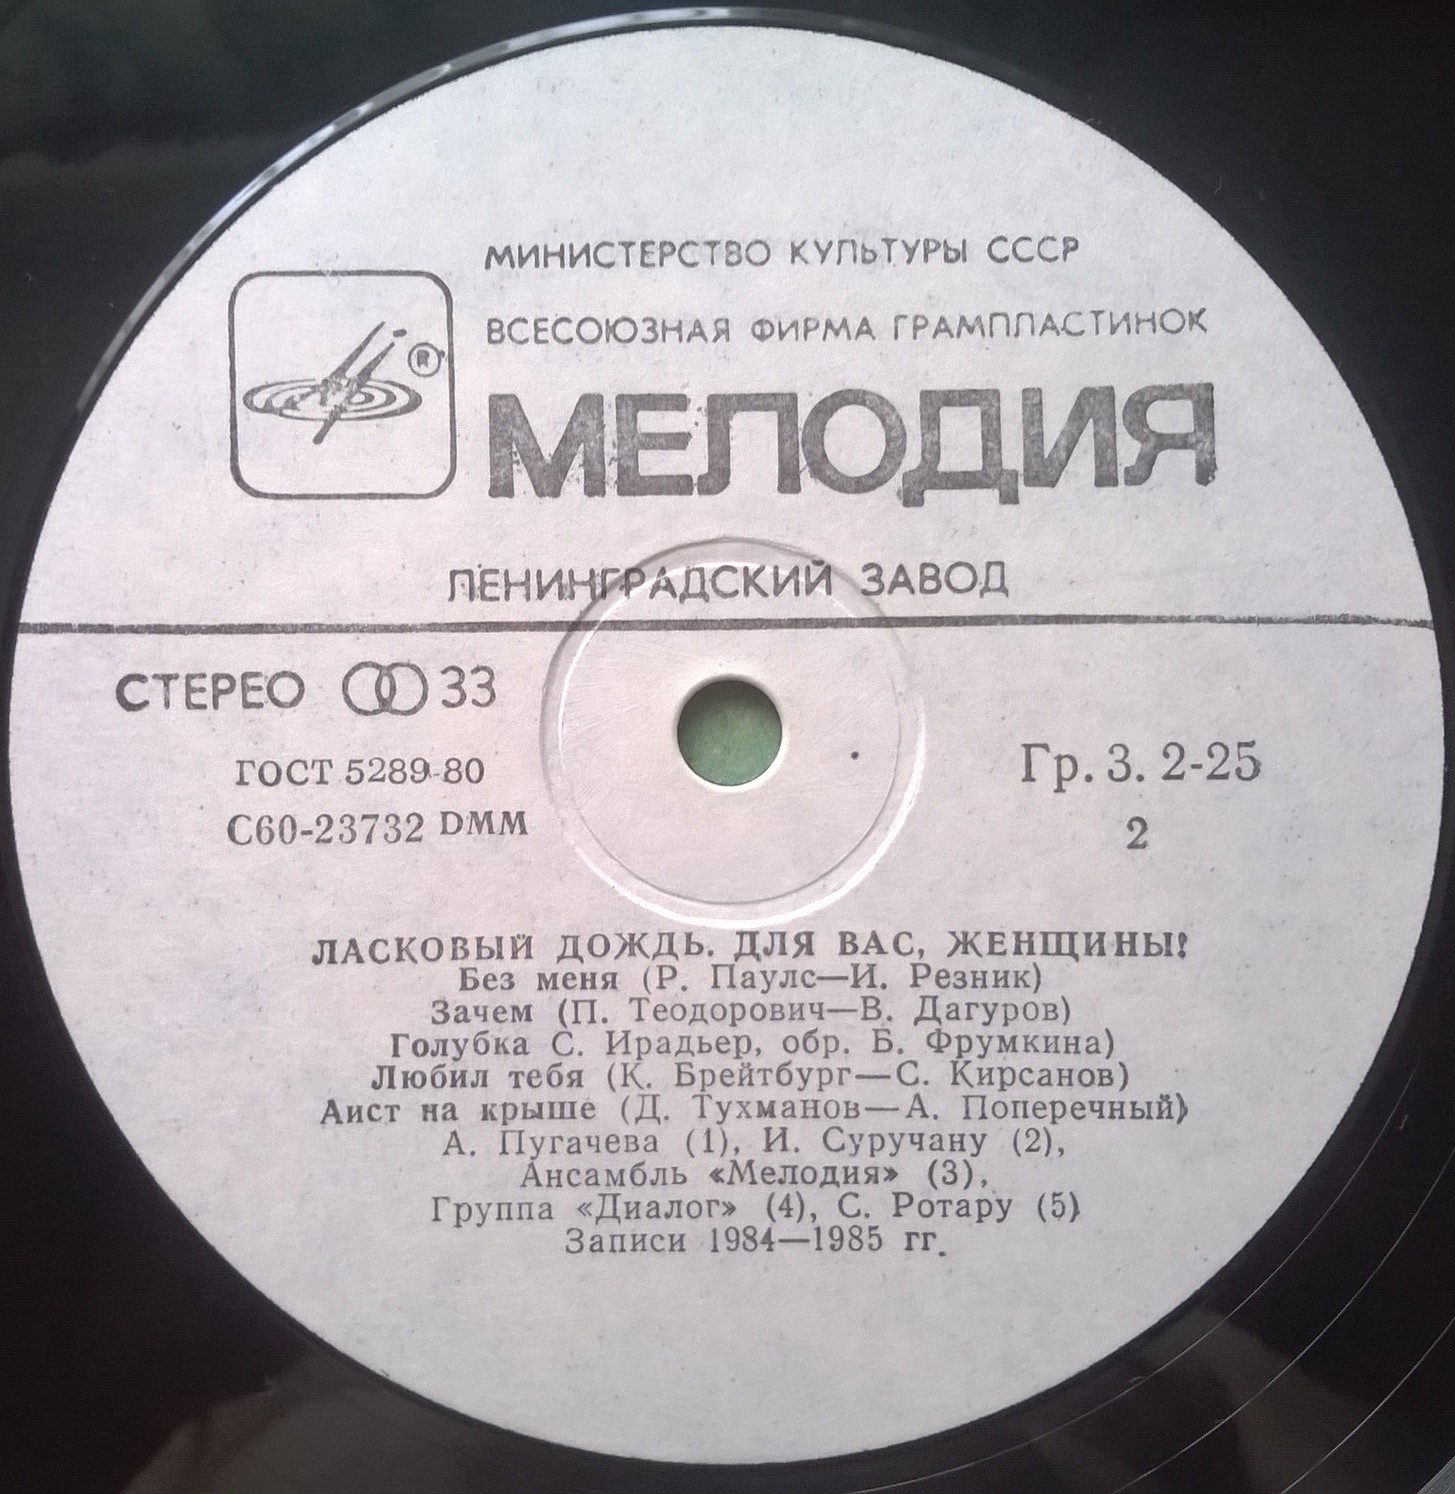 МИНИСТЕРСТВО КУЛЬТУРЫ СССР
ВСЕСОЮЗНАЯ ФИРМА ГРАМПЛАСТИНОК
®
МЕЛОДИЯ
ЛЕНИНГРАДСКИЙ ЗАВОД
СТЕРЕО 33
ГОСТ 5289-80
Гр. 3. 2-25
С60-23732 DMM
2
ЛАСКОВЫЙ ДОЖДЬ. ДЛЯ ВАС, ЖЕНЩИНЫ!
Без меня (Р. Паулс—И. Резник)
Зачем (П. Теодорович—В. Дагуров)
Голубка С. Ирадьер, обр. Б. Фрумкина)
Любил тебя (К. Брейтбург—С. Кирсанов)
Аист на крыше (Д. Тухманов—А. Поперечный)
А. Пугачева (1), И. Суручану (2),
Ансамбль «Мелодия» (3),
Группа «Диалог» (4), С. Ротару (5)
Записи 1984—1985 гг.